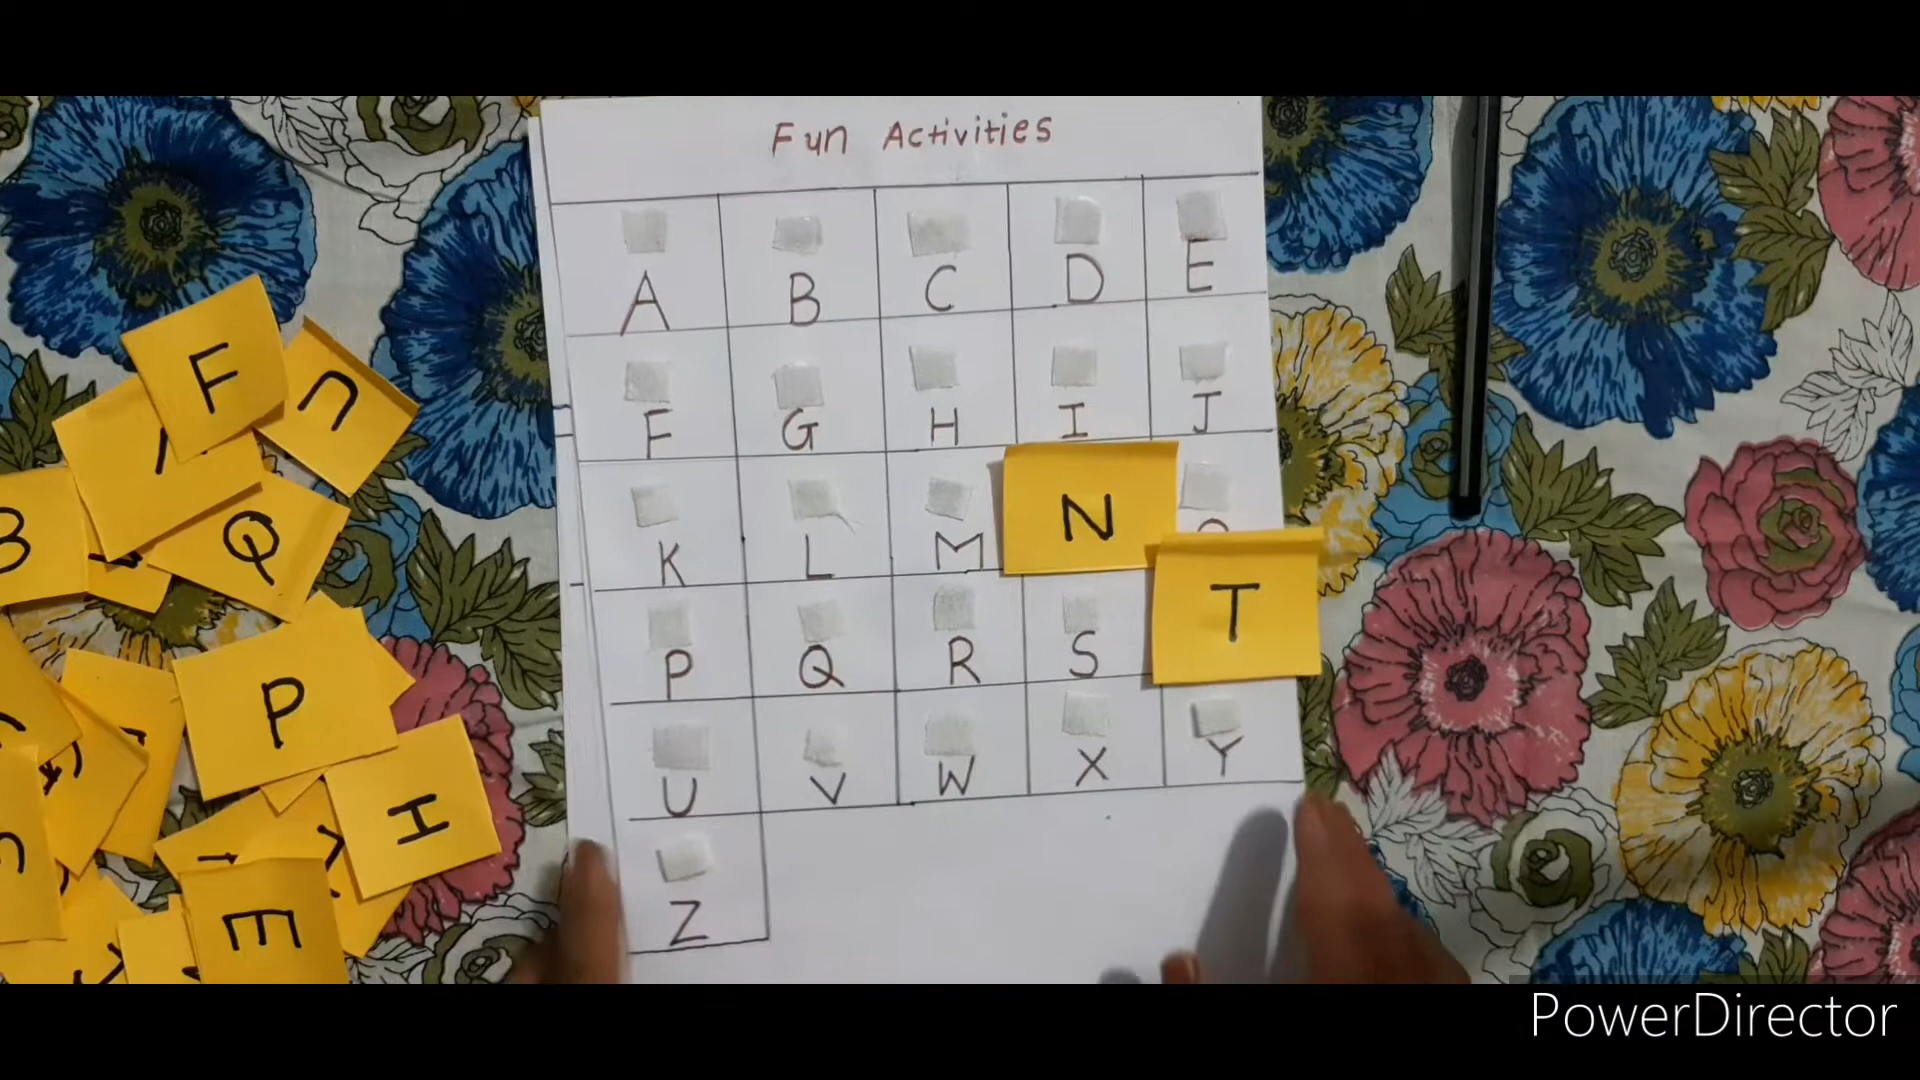 Fun Activities
A B C D E
F G H I J
K L M N
P Q R S T
U V W X Y
Z
F
Q
B
P
I
E
PowerDirector